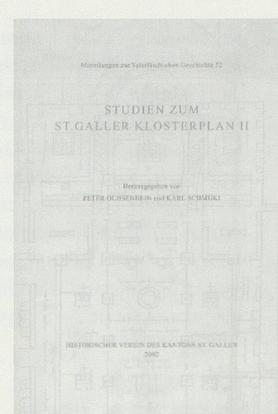 Mitteilungen zur Vaterländischen Geschichte 52
STUDIEN ZUM
ST. GALLER KLOSTERPLAN II
Herausgegeben von
PETER OCHSENBEIN und KARL SCHMUKI
HISTORISCHER VEREIN DES KANTONS ST. GALLEN
2002